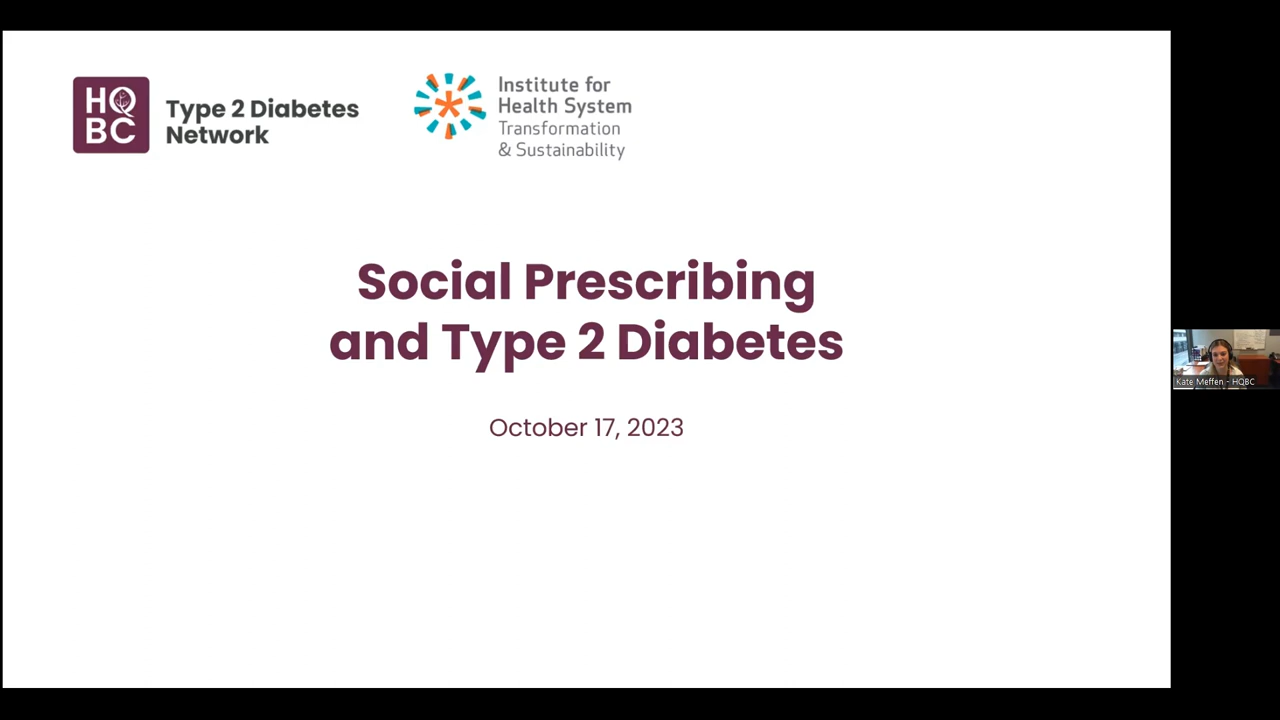 HQ
BC
Type 2 Diabetes
Network
Institute for
Health System
Transformation
& Sustainability
Social Prescribing
and Type 2 Diabetes
October 17, 2023
Kate Meffen - HQBC